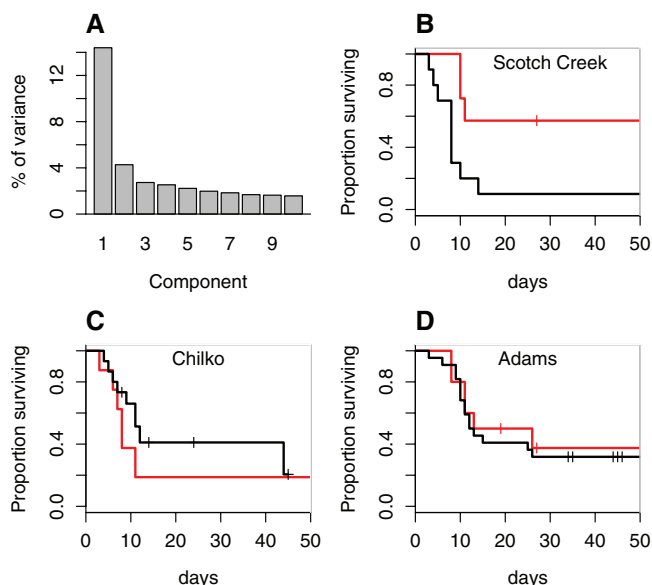 A
% of variance
0 4 8 12
1 3 5 7 9
Component
B
Scotch Creek
Proportion surviving
0.0 0.4 0.8
0 10 20 30 40 50
days
C
Chilko
Proportion surviving
0.0 0.4 0.8
0 10 20 30 40 50
days
D
Adams
Proportion surviving
0.0 0.4 0.8
0 10 20 30 40 50
days